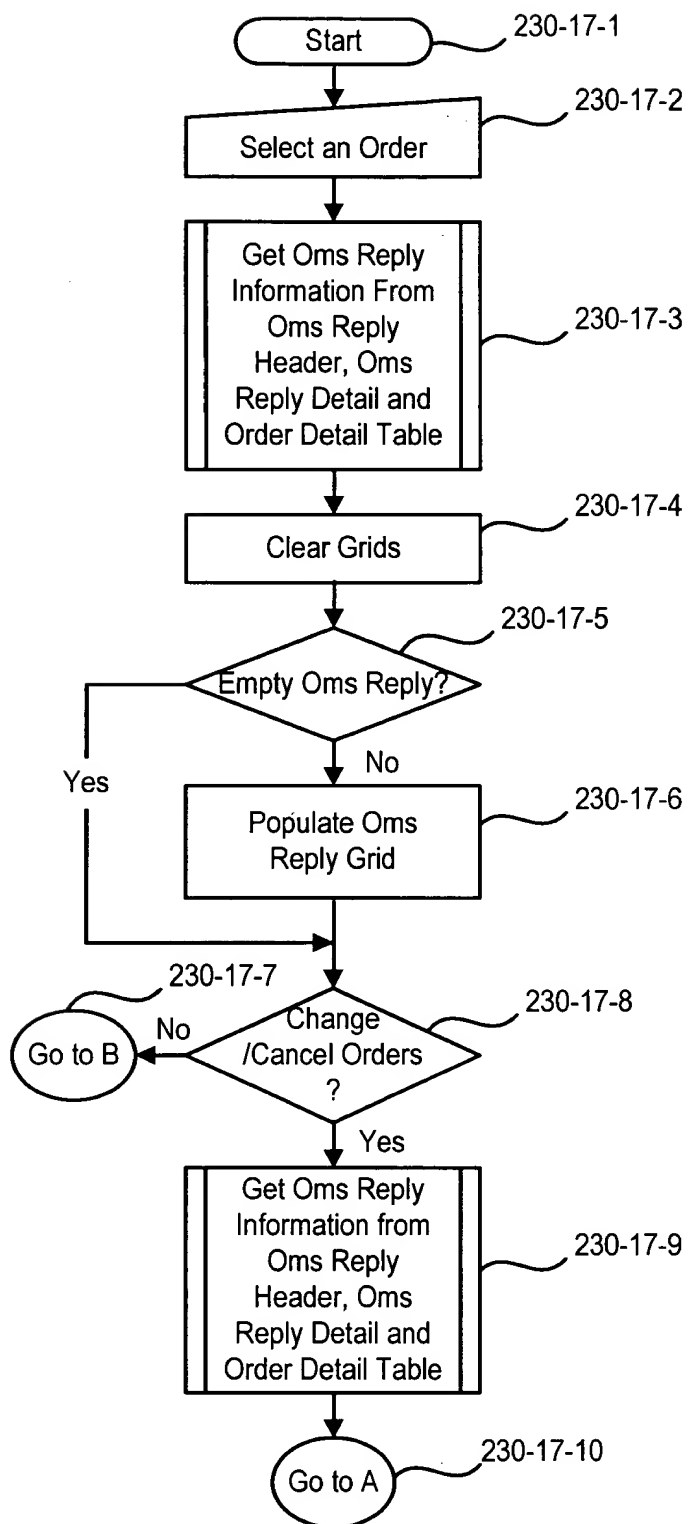 Start
230-17-1
230-17-2
Select an Order
Get Oms Reply
Information From
Oms Reply
Header, Oms
Reply Detail and
Order Detail Table
230-17-3
230-17-4
Clear Grids
230-17-5
Empty Oms Reply?
Yes
No
230-17-6
Populate Oms
Reply Grid
230-17-7
230-17-8
No
Go to B
Change
/Cancel Orders
?
Yes
Get Oms Reply
Information from
Oms Reply
Header, Oms
Reply Detail and
Order Detail Table
230-17-9
230-17-10
Go to A